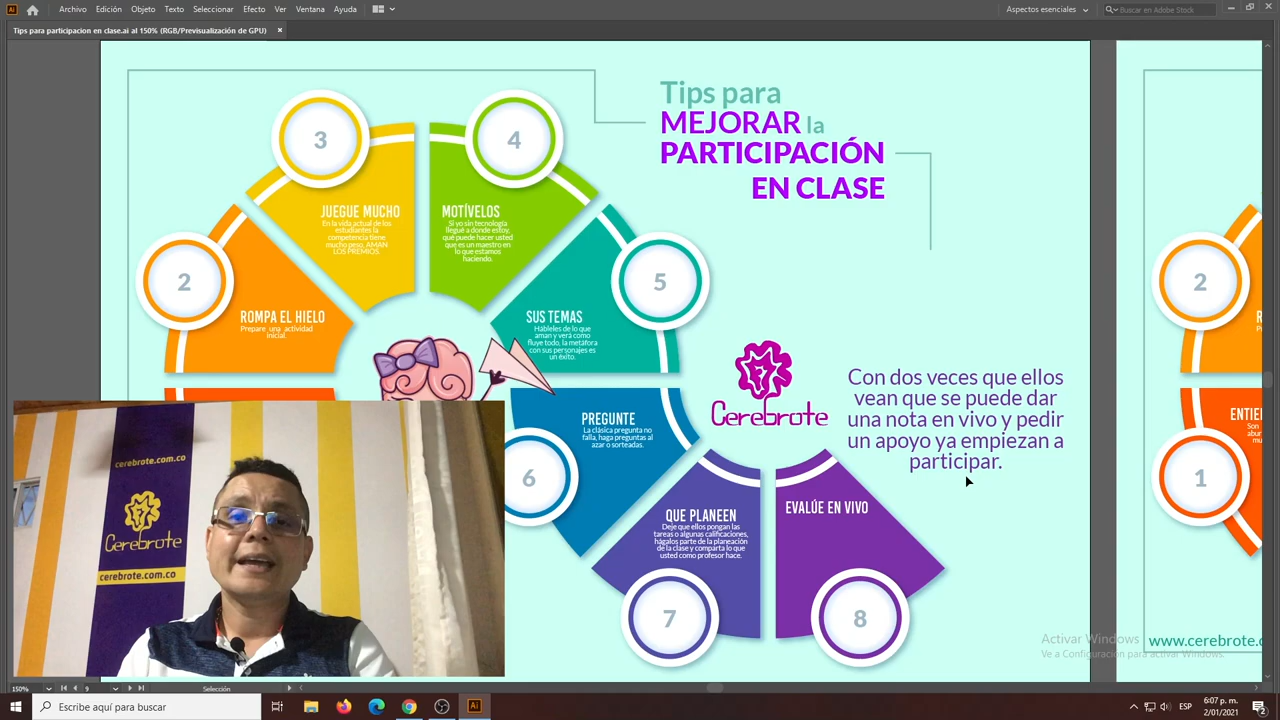 Archivo Edición Objeto Texto Seleccionar Efecto Ver Ventana Ayuda
Aspectos esenciales
Buscar en Adobe Stock
Tips para participacion en clase.ai al 150% (RGB/Previsualización de GPU)
Tips para
MEJORAR la
PARTICIPACIÓN
EN CLASE
3
JUEGUE MUCHO
En la vida actual de los
estudiantes la
competencia tiene
mucho peso, AMAN
LOS PREMIOS.
4
MOTÍVELOS
Si yo sin tecnología
llegué a donde estoy,
qué puede hacer usted
que es un maestro en
lo que estamos
haciendo.
2
ROMPA EL HIELO
Prepare una actividad
inicial.
5
SUS TEMAS
Hábleles de lo que
aman y verá como
fluye todo, la metáfora
con sus personajes es
un éxito.
6
PREGUNTE
La clásica pregunta no
falla, haga preguntas al
azar o sorteadas.
Cerebrote
Con dos veces que ellos
vean que se puede dar
una nota en vivo y pedir
un apoyo ya empiezan a
participar.
7
QUE PLANEEN
Deje que ellos pongan las
tareas o algunas calificaciones,
hágalos parte de la planeación
de la clase y comparta lo que
usted como profesor hace.
8
EVALÚE EN VIVO
2
R
P
ENTIE
Son
abur
mu
1
cerebrote.com.co
Cerebrote
cerebrote.com.co
Activar Windows
Ve a Configuración para activar Windows.
www.cerebrote.c
150%
9
Selección
Escribe aquí para buscar
ESP
6:07 p. m.
2/01/2021
2